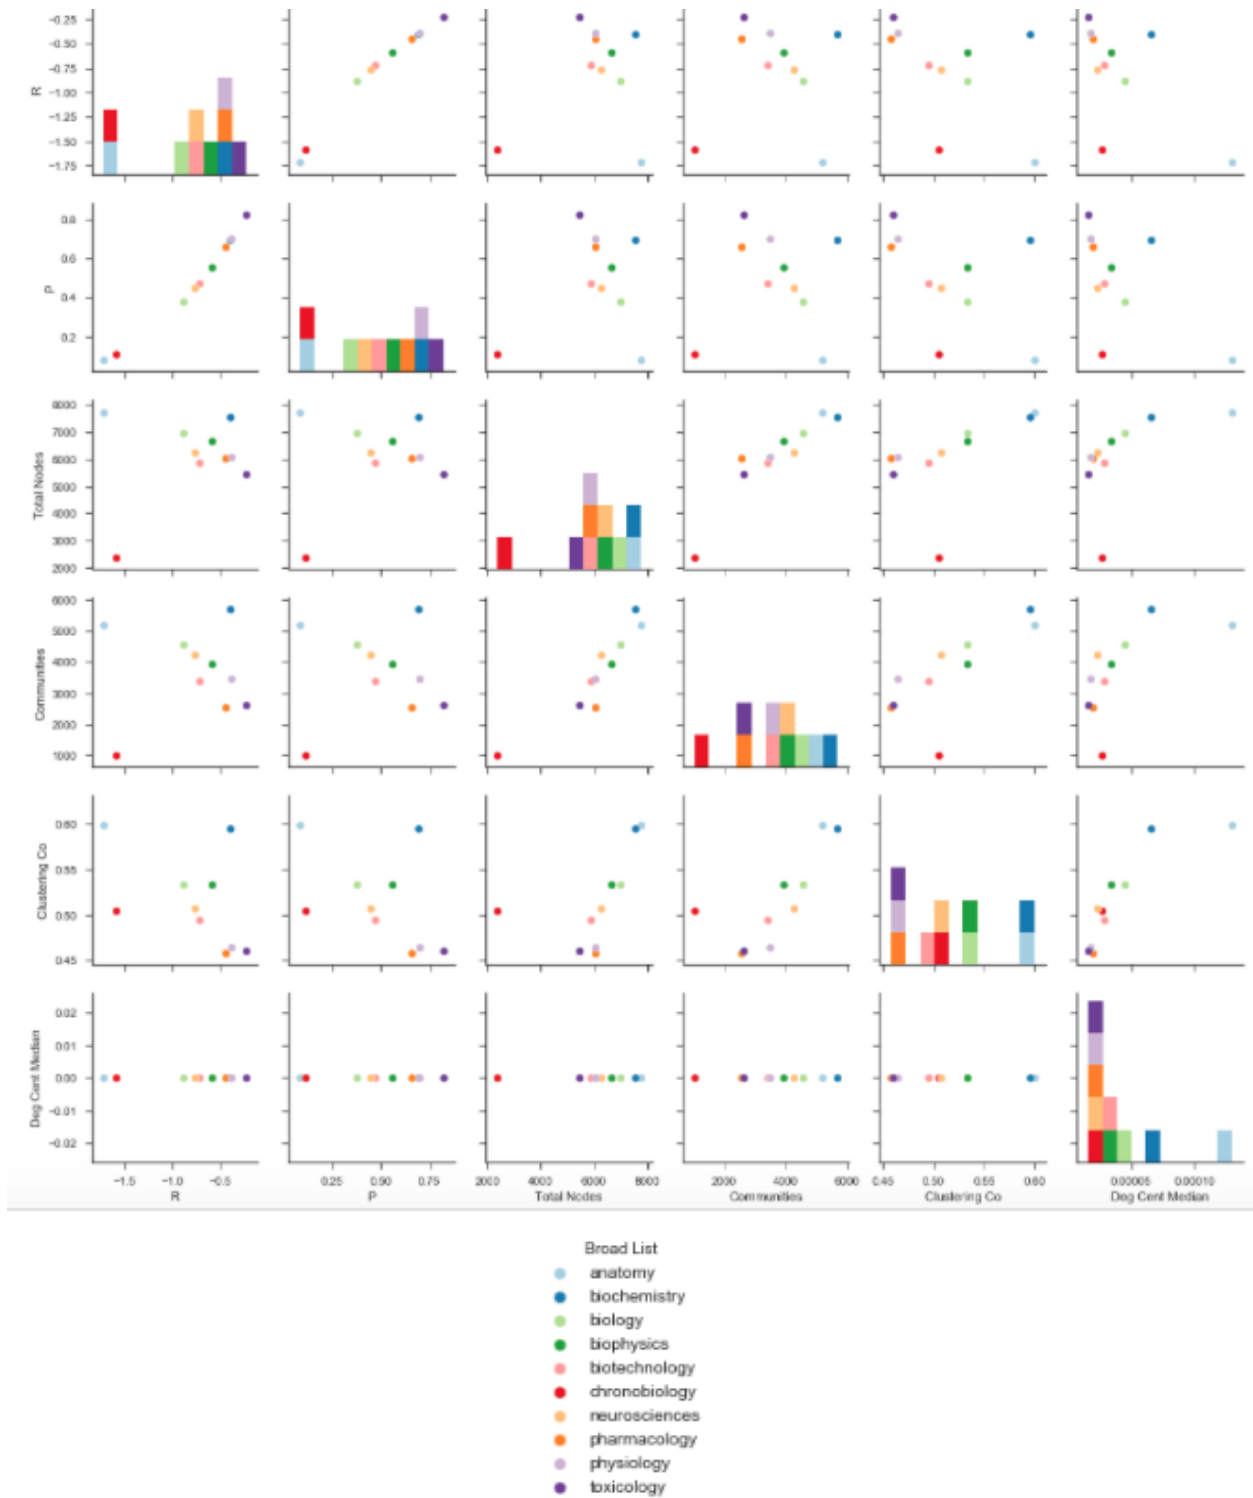 -0.25
-0.50
-0.75
R
-1.00
-1.25
-1.50
-1.75
0.8
0.6
P
0.4
0.2
8000
7000
6000
Total Nodes
5000
4000
3000
2000
6000
5000
Communities
4000
3000
2000
1000
0.60
0.55
Clustering Co
0.50
0.45
0.02
0.01
Deg Cent Median
0.00
-0.01
-0.02
-1.5 -1.0 -0.5 0.25 0.50 0.75 2000 4000 6000 8000 2000 4000 6000 0.45 0.50 0.55 0.60 0.00005 0.00010
R P Total Nodes Communities Clustering Co Deg Cent Median
Broad List
anatomy
biochemistry
biology
biophysics
biotechnology
chronobiology
neurosciences
pharmacology
physiology
toxicology